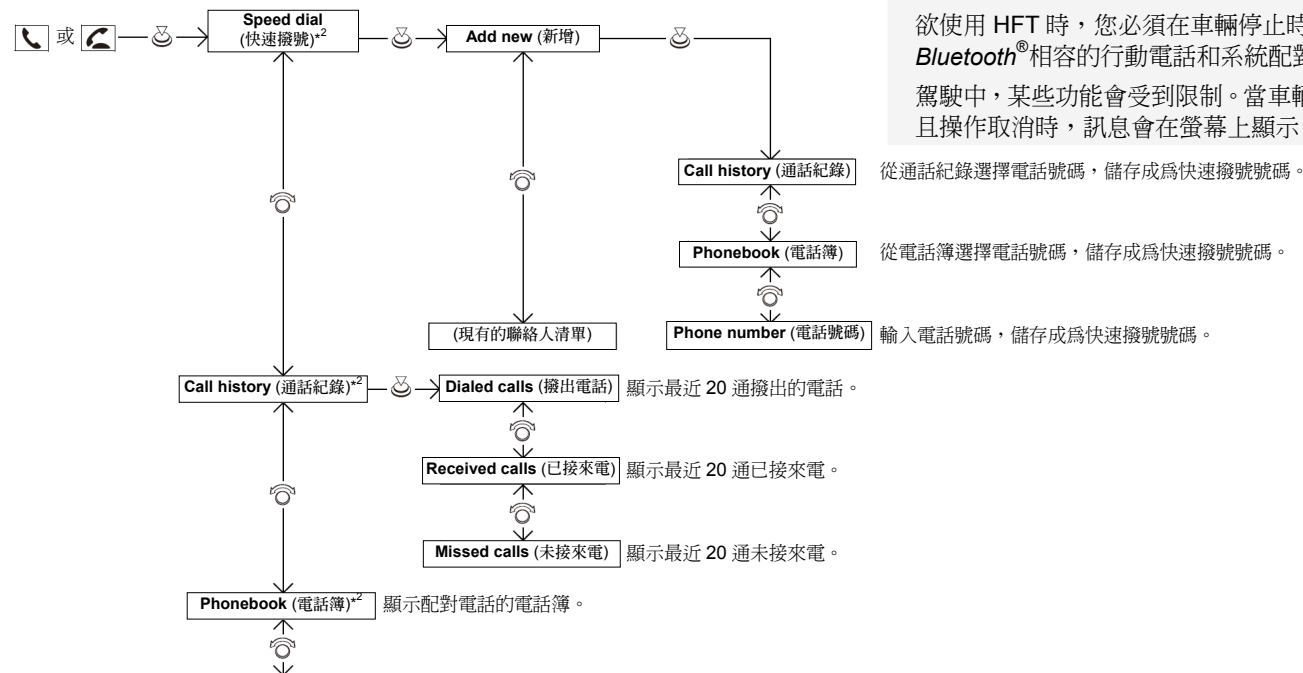 或
Speed dial
(快速撥號)*2
Add new (新增)
欲使用 HFT 時，您必須在車輛停止時
Bluetooth®相容的行動電話和系統配對
駕駛中，某些功能會受到限制。當車輛
且操作取消時，訊息會在螢幕上顯示
Call history (通話紀錄) 從通話紀錄選擇電話號碼，儲存成爲快速撥號號碼。
Phonebook (電話簿) 從電話簿選擇電話號碼，儲存成爲快速撥號號碼。
(現有的聯絡人清單)
Phone number (電話號碼) 輸入電話號碼，儲存成爲快速撥號號碼。
Call history (通話紀錄)*2
Dialed calls (撥出電話) 顯示最近 20 通撥出的電話。
Received calls (已接來電) 顯示最近 20 通已接來電。
Missed calls (未接來電) 顯示最近 20 通未接來電。
Phonebook (電話簿)*2 顯示配對電話的電話簿。